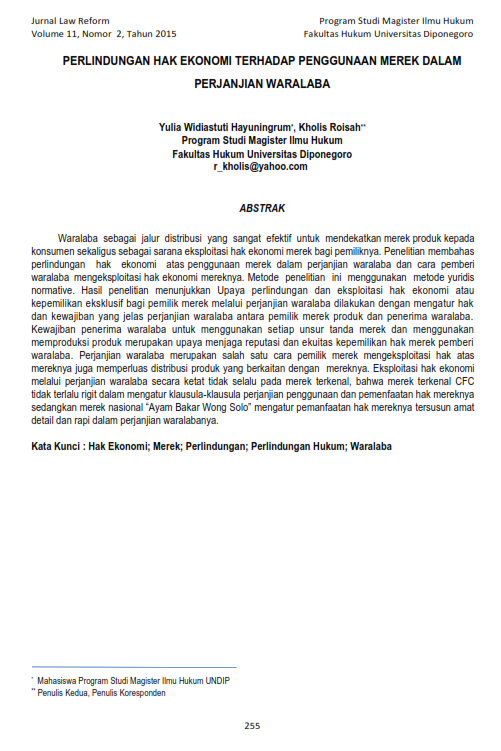 Jurnal Law Reform Program Studi Magister Ilmu Hukum
Volume 11, Nomor 2, Tahun 2015 Fakultas Hukum Universitas Diponegoro
PERLINDUNGAN HAK EKONOMI TERHADAP PENGGUNAAN MEREK DALAM
PERJANJIAN WARALABA
Yulia Widiastuti Hayuningrum*, Kholis Roisah**
Program Studi Magister Ilmu Hukum
Fakultas Hukum Universitas Diponegoro
r_kholis@yahoo.com
ABSTRAK
Waralaba sebagai jalur distribusi yang sangat efektif untuk mendekatkan merek produk kepada
konsumen sekaligus sebagai sarana eksploitasi hak ekonomi merek bagi pemiliknya. Penelitian membahas
perlindungan hak ekonomi atas penggunaan merek dalam perjanjian waralaba dan cara pemberi
waralaba mengeksploitasi hak ekonomi mereknya. Metode penelitian ini menggunakan metode yuridis
normative. Hasil penelitian menunjukkan Upaya perlindungan dan eksploitasi hak ekonomi atau
kepemilikan eksklusif bagi pemilik merek melalui perjanjian waralaba dilakukan dengan mengatur hak
dan kewajiban yang jelas perjanjian waralaba antara pemilik merek produk dan penerima waralaba.
Kewajiban penerima waralaba untuk menggunakan setiap unsur tanda merek dan menggunakan
memproduksi produk merupakan upaya menjaga reputasi dan ekuitas kepemilikan hak merek pemberi
waralaba. Perjanjian waralaba merupakan salah satu cara pemilik merek mengeksploitasi hak atas
mereknya juga memperluas distribusi produk yang berkaitan dengan mereknya. Eksploitasi hak ekonomi
melalui perjanjian waralaba secara ketat tidak selalu pada merek terkenal, bahwa merek terkenal CFC
tidak terlalu rigit dalam mengatur klausula-klausula perjanjian penggunaan dan pemenfaatan hak mereknya
sedangkan merek nasional “Ayam Bakar Wong Solo” mengatur pemanfaatan hak mereknya tersusun amat
detail dan rapi dalam perjanjian waralabanya.
Kata Kunci : Hak Ekonomi; Merek; Perlindungan; Perlindungan Hukum; Waralaba
* Mahasiswa Program Studi Magister Ilmu Hukum UNDIP
** Penulis Kedua, Penulis Koresponden
255